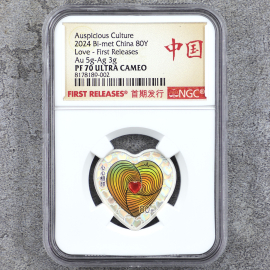 Auspicious Culture
2024 Bi-met China 80Y
Love - First Releases
Au 5g-Ag 3g
PF 70 ULTRA CAMEO
8178189-002
中国
FIRST RELEASES 首期发行
NGC